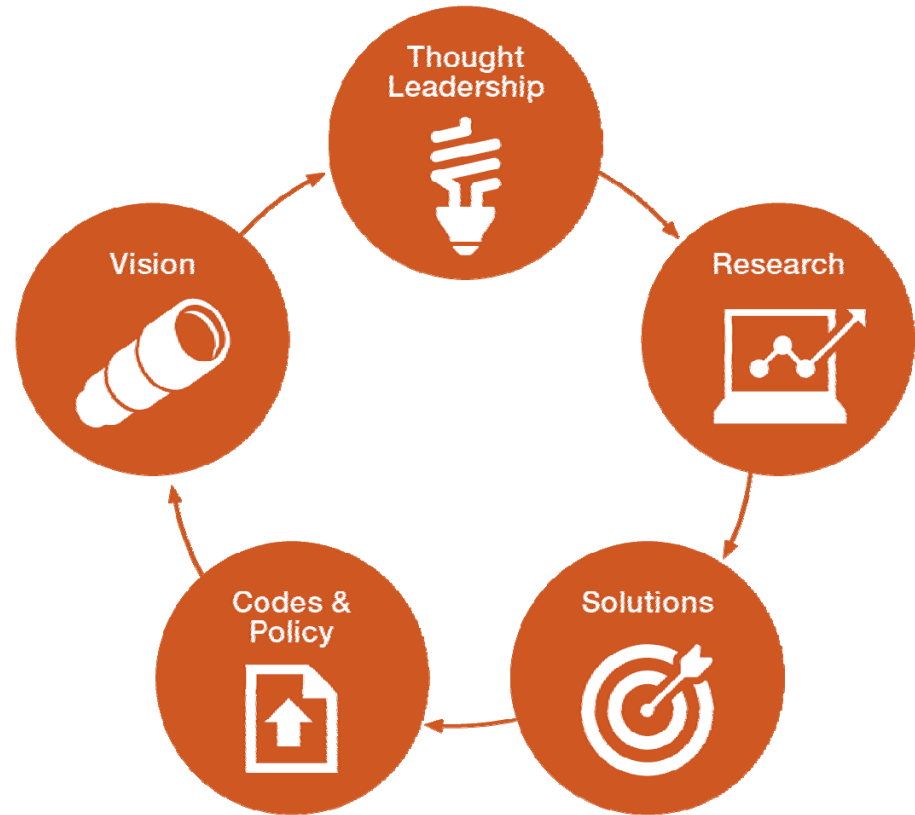 Thought
Leadership
Vision
Research
Codes &
Policy
Solutions